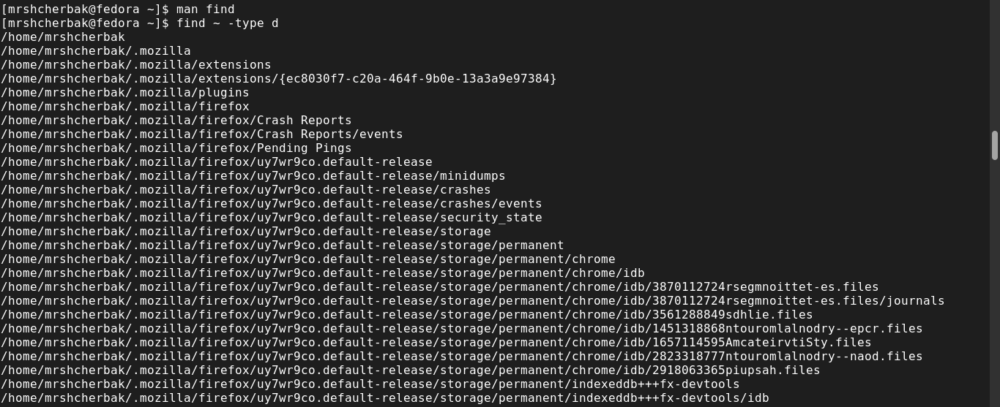 [mrshcherbak@fedora ~]$ man find
[mrshcherbak@fedora ~]$ find ~ -type d
/home/mrshcherbak
/home/mrshcherbak/.mozilla
/home/mrshcherbak/.mozilla/extensions
/home/mrshcherbak/.mozilla/extensions/{ec8030f7-c20a-464f-9b0e-13a3a9e97384}
/home/mrshcherbak/.mozilla/plugins
/home/mrshcherbak/.mozilla/firefox
/home/mrshcherbak/.mozilla/firefox/Crash Reports
/home/mrshcherbak/.mozilla/firefox/Crash Reports/events
/home/mrshcherbak/.mozilla/firefox/Pending Pings
/home/mrshcherbak/.mozilla/firefox/uy7wr9co.default-release
/home/mrshcherbak/.mozilla/firefox/uy7wr9co.default-release/minidumps
/home/mrshcherbak/.mozilla/firefox/uy7wr9co.default-release/crashes
/home/mrshcherbak/.mozilla/firefox/uy7wr9co.default-release/crashes/events
/home/mrshcherbak/.mozilla/firefox/uy7wr9co.default-release/security_state
/home/mrshcherbak/.mozilla/firefox/uy7wr9co.default-release/storage
/home/mrshcherbak/.mozilla/firefox/uy7wr9co.default-release/storage/permanent
/home/mrshcherbak/.mozilla/firefox/uy7wr9co.default-release/storage/permanent/chrome
/home/mrshcherbak/.mozilla/firefox/uy7wr9co.default-release/storage/permanent/chrome/idb
/home/mrshcherbak/.mozilla/firefox/uy7wr9co.default-release/storage/permanent/chrome/idb/3870112724rsegmnoittet-es.files
/home/mrshcherbak/.mozilla/firefox/uy7wr9co.default-release/storage/permanent/chrome/idb/3870112724rsegmnoittet-es.files/journals
/home/mrshcherbak/.mozilla/firefox/uy7wr9co.default-release/storage/permanent/chrome/idb/3561288849sdhlie.files
/home/mrshcherbak/.mozilla/firefox/uy7wr9co.default-release/storage/permanent/chrome/idb/1451318868ntouromlalnodry--epcr.files
/home/mrshcherbak/.mozilla/firefox/uy7wr9co.default-release/storage/permanent/chrome/idb/1657114595AmcateirvtiSty.files
/home/mrshcherbak/.mozilla/firefox/uy7wr9co.default-release/storage/permanent/chrome/idb/2823318777ntouromlalnodry--naod.files
/home/mrshcherbak/.mozilla/firefox/uy7wr9co.default-release/storage/permanent/chrome/idb/2918063365piupsah.files
/home/mrshcherbak/.mozilla/firefox/uy7wr9co.default-release/storage/permanent/indexeddb+++fx-devtools
/home/mrshcherbak/.mozilla/firefox/uy7wr9co.default-release/storage/permanent/indexeddb+++fx-devtools/idb